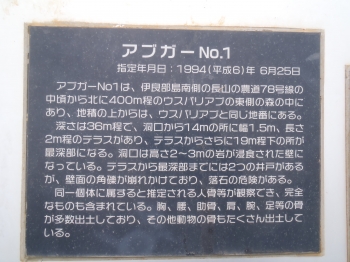 アブガーNo.1
指定年月日：1994(平成6)年 6月25日
アブガーNo1は、伊良部島南側の長山の農道78号線の
中頃から北に400m程のウスバリアブの東側の森の中に
あり、地積の上からは、ウスバリアブと同じ地番にある。
深さは36m程で、洞口から14mの所に幅1.5m、長さ
2m程のテラスがあり、テラスからさらに19m程下の所が
最深部になる。洞口は高さ2～3mの岩が浸食された壁に
なっている。テラスから最深部までには2つの井戸がある
が、壁面の角礫が崩れかけており、落石の危険がある。
同一個体に属すると推定される人骨等が観察でき、完全
なものも含まれている。胸、腰、肋骨、肩、腕、足等の骨
が多数出土しており、その他動物の骨もたくさん出土して
いる。